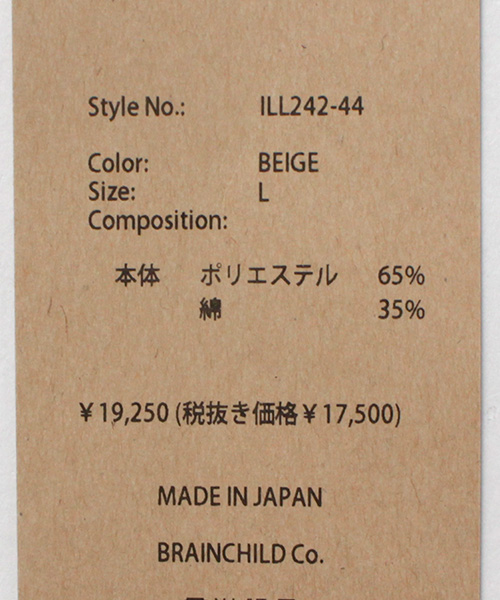 Style No.: ILL242-44
Color: BEIGE
Size: L
Composition:
本体 ポリエステル 65%
綿 35%
¥19,250 (税抜き価格¥17,500)
MADE IN JAPAN
BRAINCHILD Co.